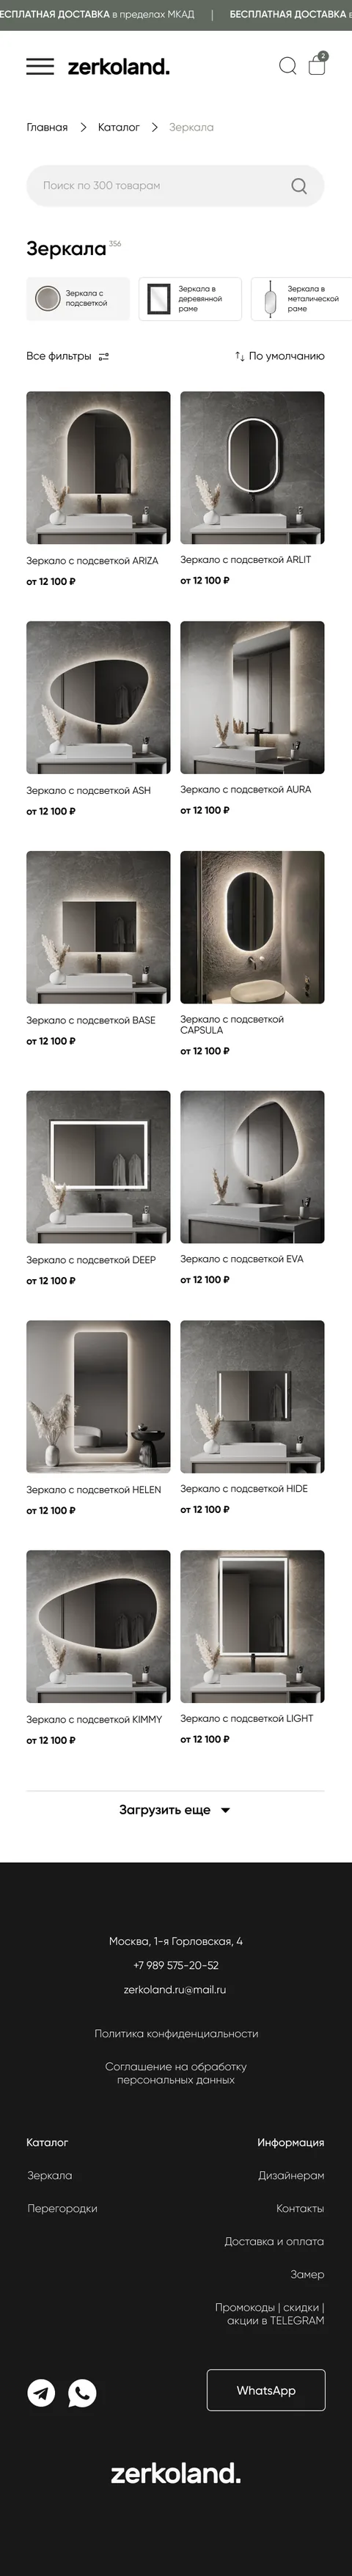 ЕСПЛАТНАЯ ДОСТАВКА в пределах МКАД | БЕСПЛАТНАЯ ДОСТАВКА в
zerkoland.
2
Главная > Каталог > Зеркала
Поиск по 300 товарам
Зеркала 356
Зеркала с
подсветкой
Зеркала в
деревянной
раме
Зеркала в
металической
раме
Все фильтры
По умолчанию
Зеркало с подсветкой ARIZA
от 12 100 ₽
Зеркало с подсветкой ARLIT
от 12 100 ₽
Зеркало с подсветкой ASH
от 12 100 ₽
Зеркало с подсветкой AURA
от 12 100 ₽
Зеркало с подсветкой BASE
от 12 100 ₽
Зеркало с подсветкой
CAPSULA
от 12 100 ₽
Зеркало с подсветкой DEEP
от 12 100 ₽
Зеркало с подсветкой EVA
от 12 100 ₽
Зеркало с подсветкой HELEN
от 12 100 ₽
Зеркало с подсветкой HIDE
от 12 100 ₽
Зеркало с подсветкой KIMMY
от 12 100 ₽
Зеркало с подсветкой LIGHT
от 12 100 ₽
Загрузить еще
Москва, 1-я Горловская, 4
+7 989 575-20-52
zerkoland.ru@mail.ru
Политика конфиденциальности
Соглашение на обработку
персональных данных
Каталог
Зеркала
Перегородки
Информация
Дизайнерам
Контакты
Доставка и оплата
Замер
Промокоды | скидки |
акции в TELEGRAM
WhatsApp
zerkoland.